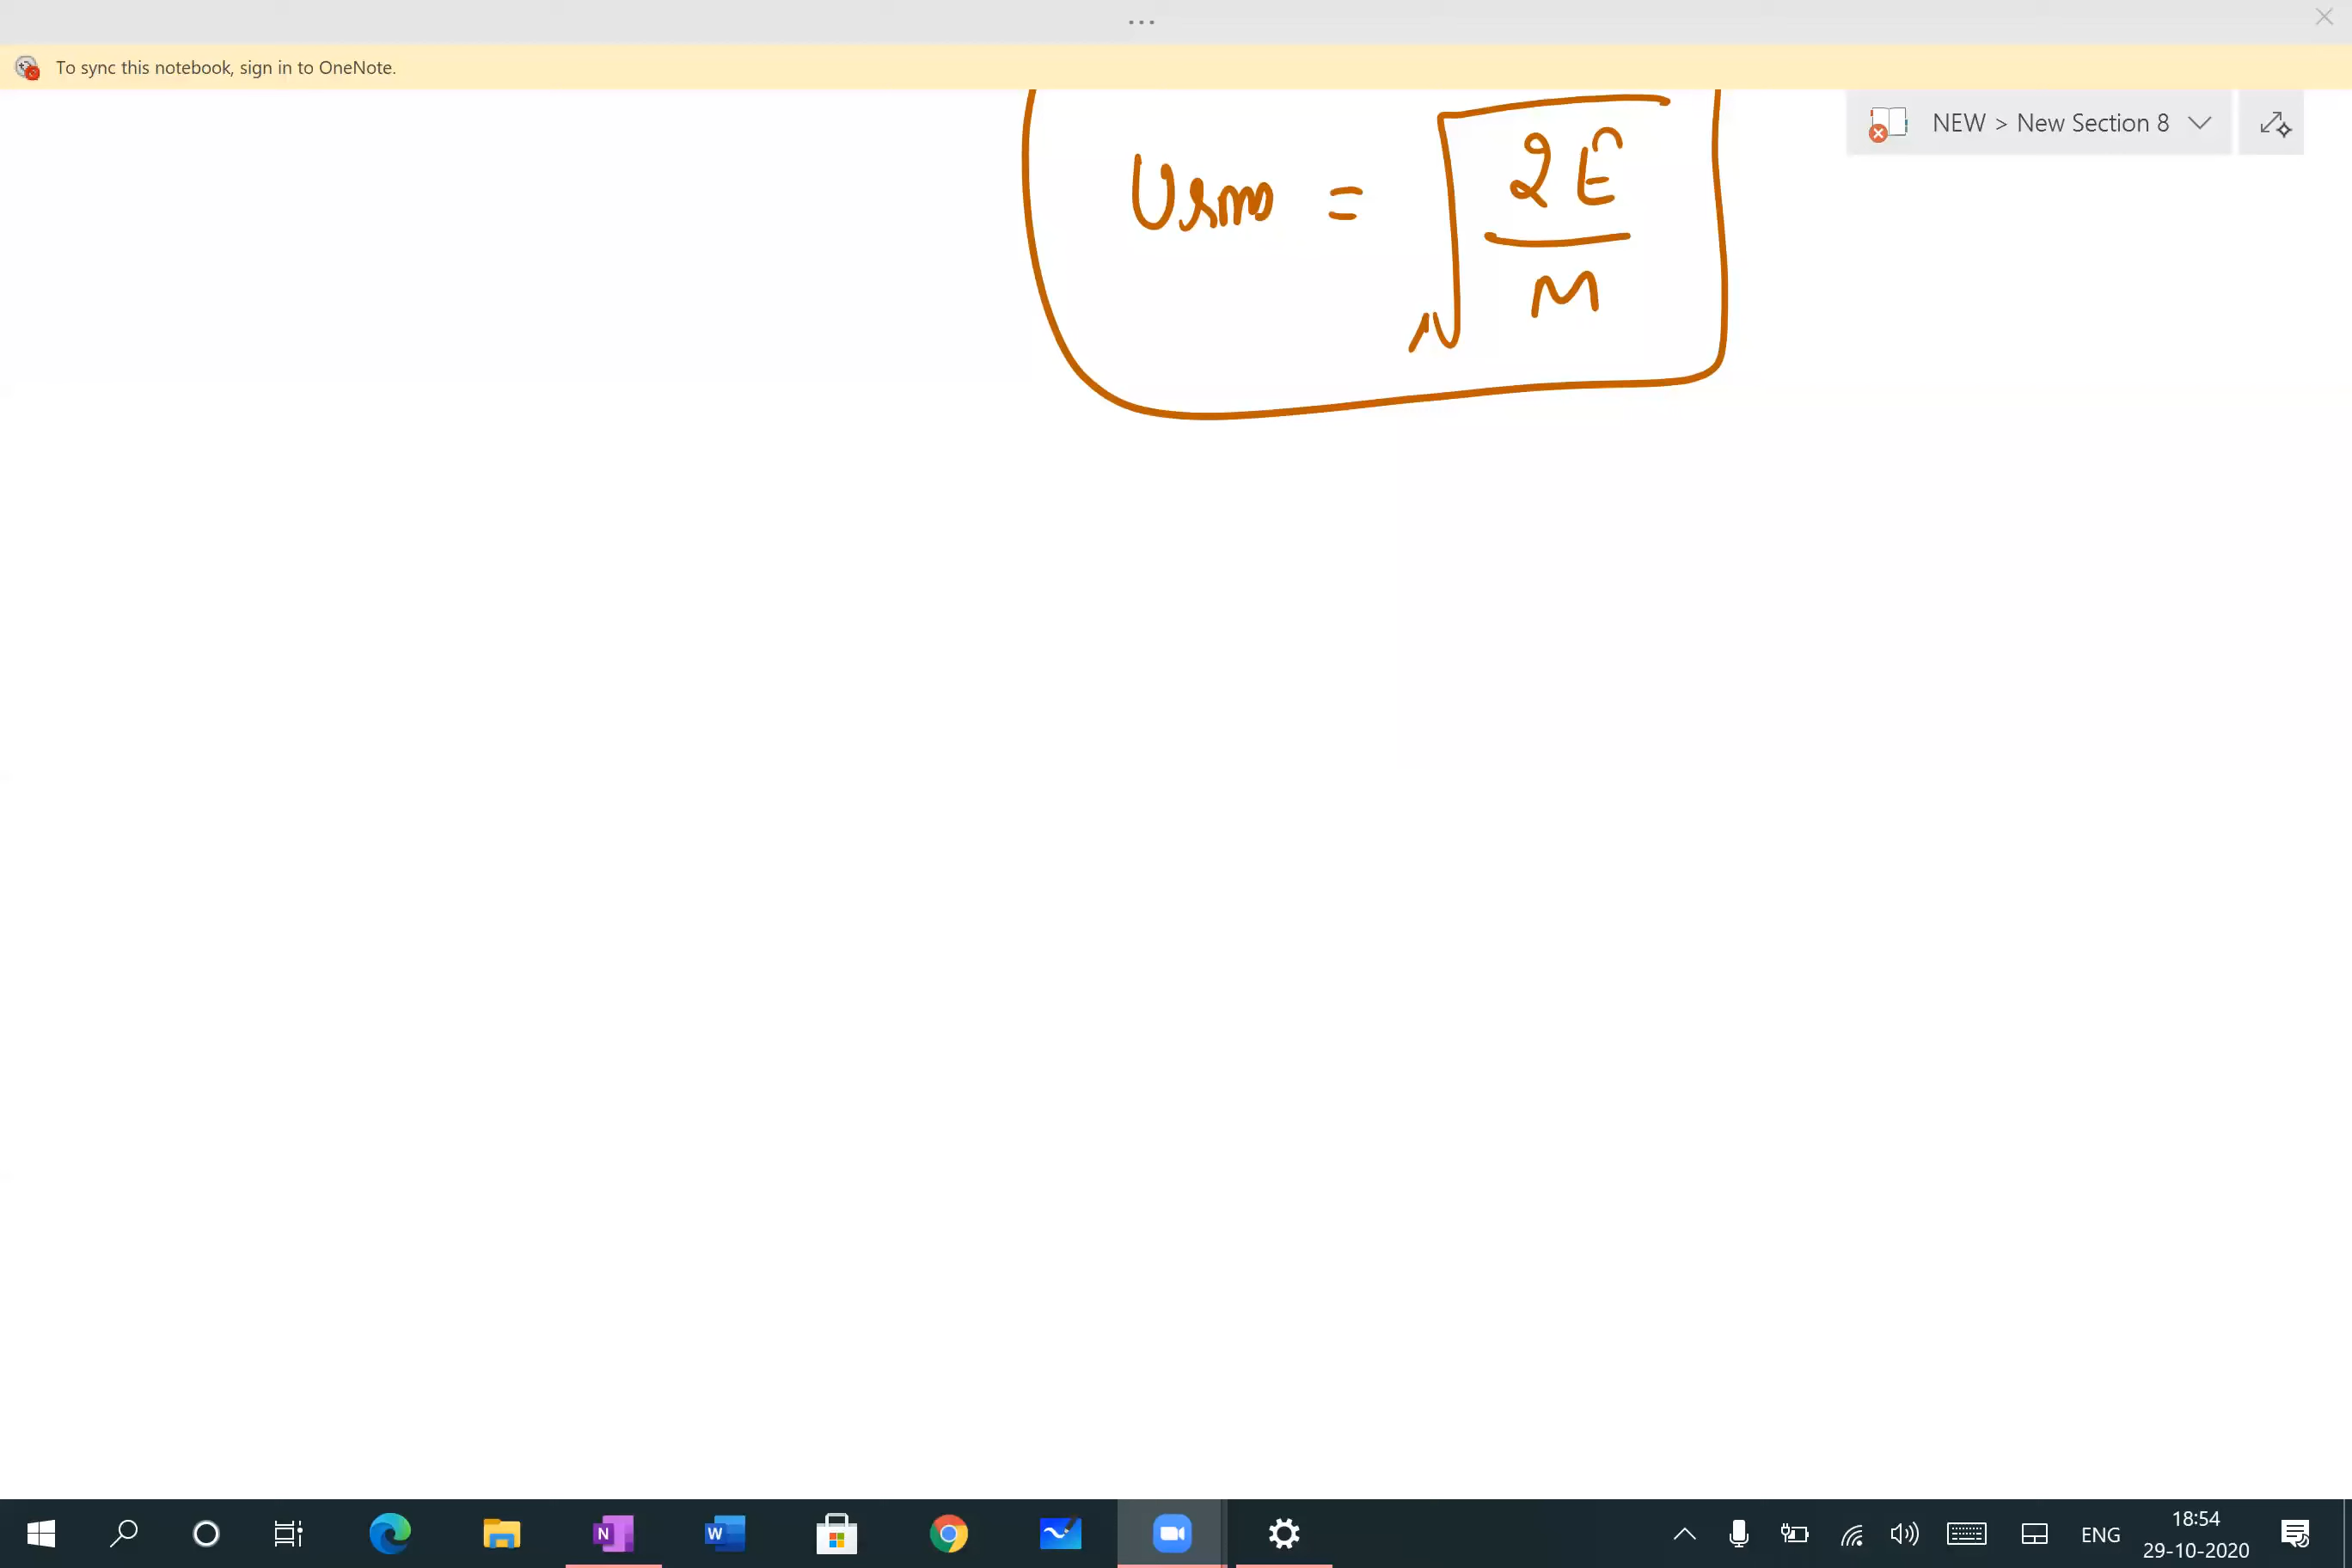 To sync this notebook, sign in to OneNote.
NEW > New Section 8
Urms = √(2E/M)
N
W
ENG
18:54
29-10-2020